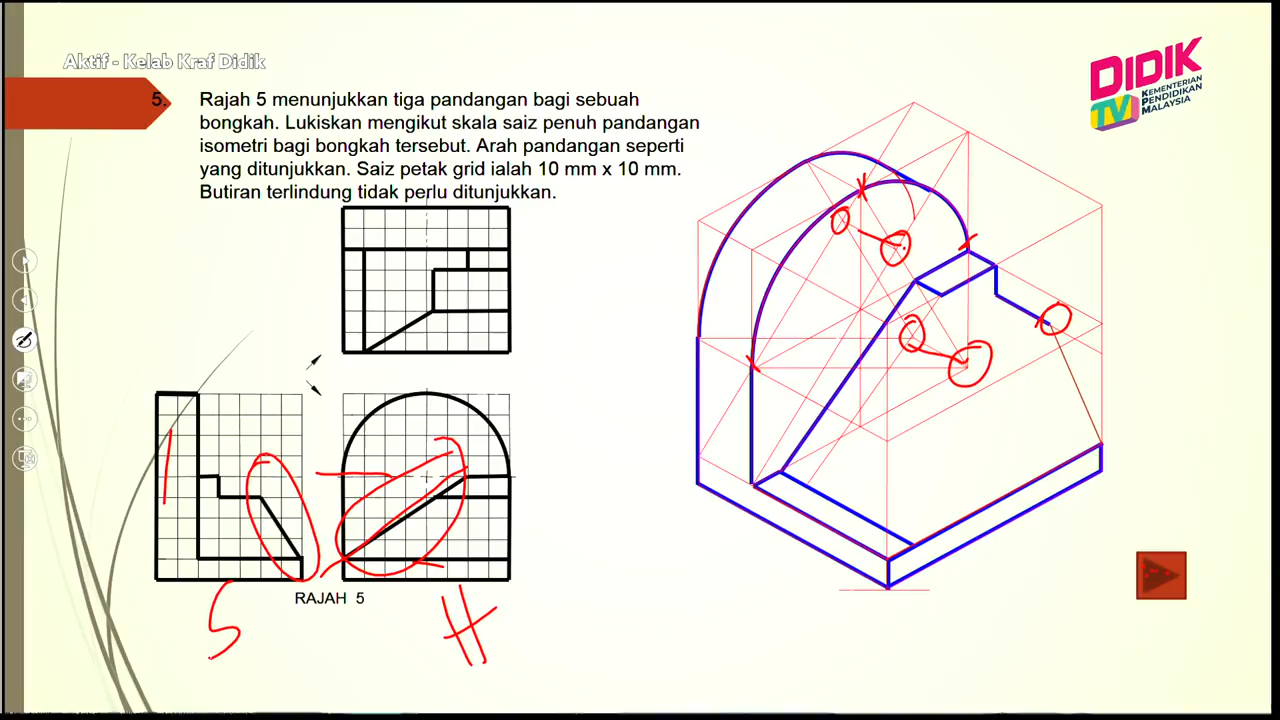 Aktif - Kelab Kraf Didik
DIDIK
TV
KEMENTERIAN
PENDIDIKAN
MALAYSIA
5.
Rajah 5 menunjukkan tiga pandangan bagi sebuah
bongkah. Lukiskan mengikut skala saiz penuh pandangan
isometri bagi bongkah tersebut. Arah pandangan seperti
yang ditunjukkan. Saiz petak grid ialah 10 mm x 10 mm.
Butiran terlindung tidak perlu ditunjukkan.
RAJAH 5
S
H